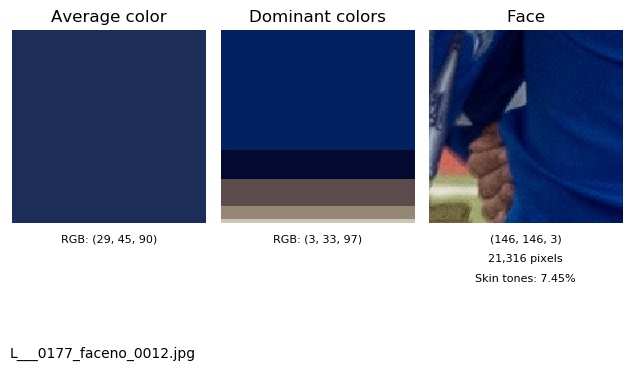 Average color
Dominant colors
Face
RGB: (29, 45, 90)
RGB: (3, 33, 97)
(146, 146, 3)
21,316 pixels
Skin tones: 7.45%
L___0177_faceno_0012.jpg